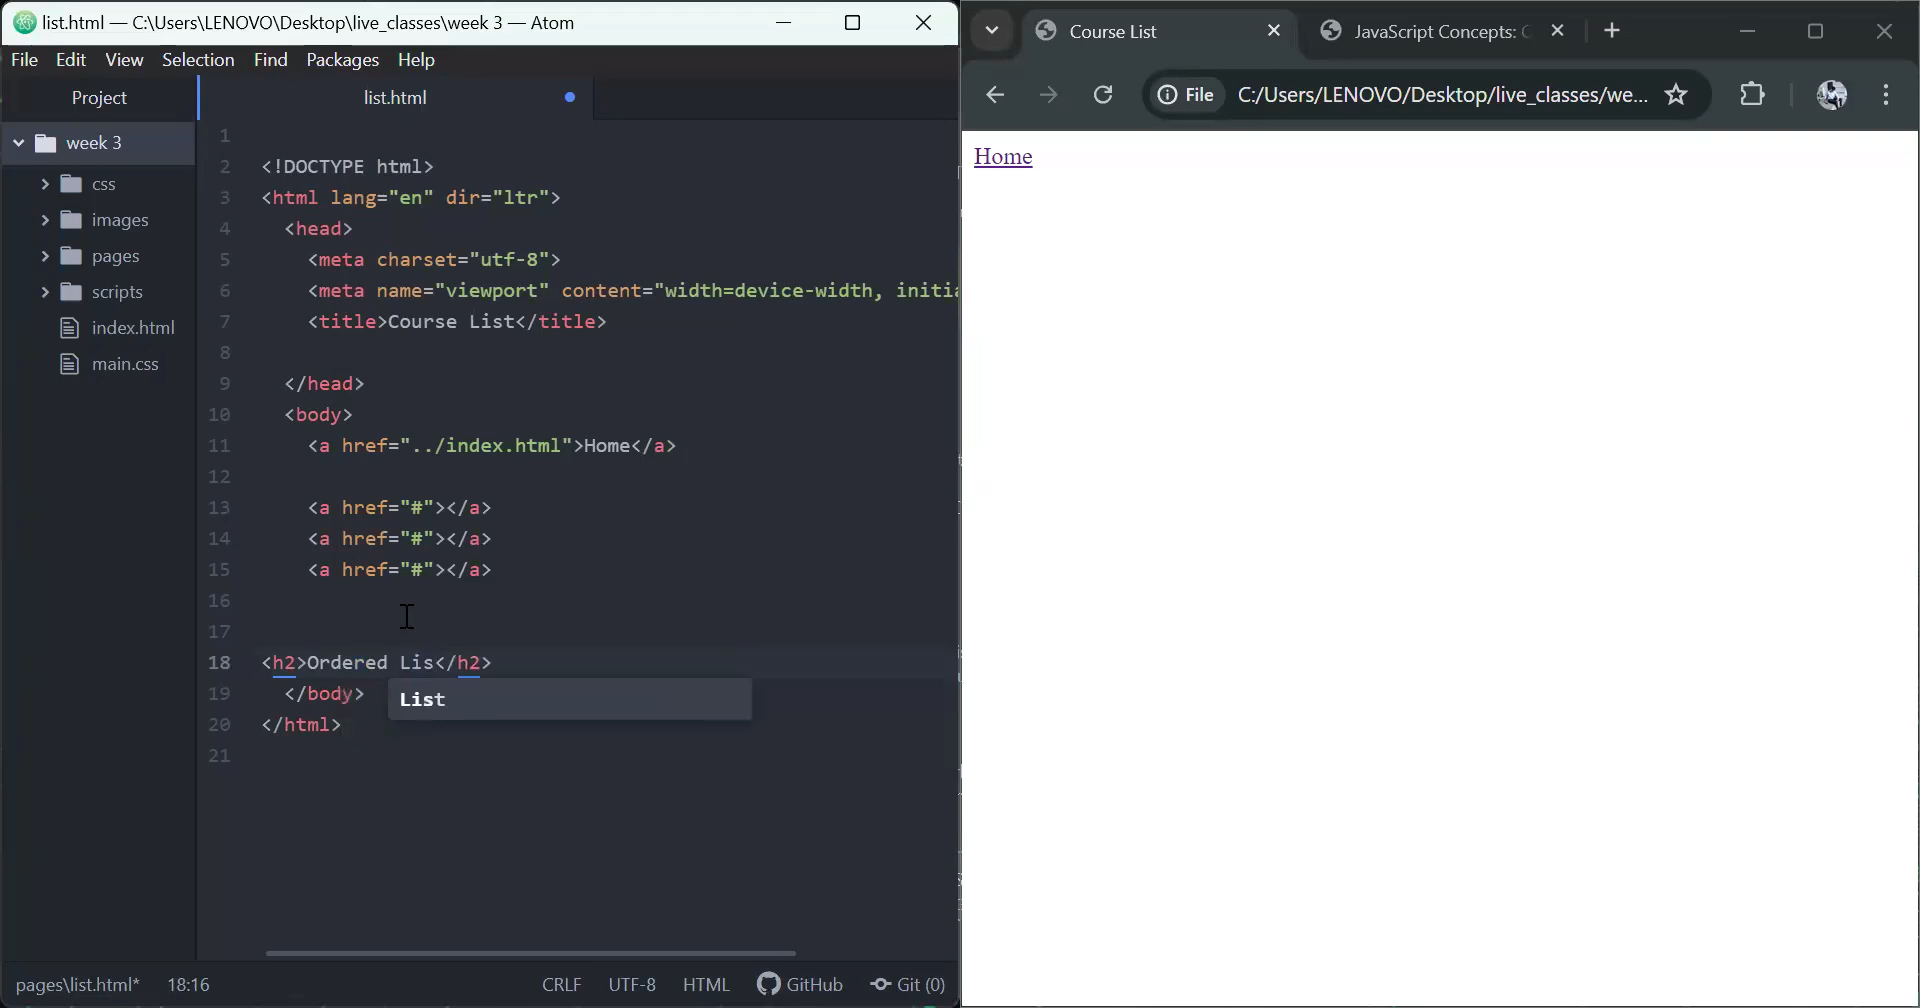 list.html — C:\Users\LENOVO\Desktop\live_classes\week 3 — Atom
File Edit View Selection Find Packages Help
Project
list.html
week 3
css
images
pages
scripts
index.html
main.css
1
2 <!DOCTYPE html>
3 <html lang="en" dir="ltr">
4 <head>
5 <meta charset="utf-8">
6 <meta name="viewport" content="width=device-width, initia
7 <title>Course List</title>
8
9 </head>
10 <body>
11 <a href="../index.html">Home</a>
12
13 <a href="#"></a>
14 <a href="#"></a>
15 <a href="#"></a>
16
17
18 <h2>Ordered Lis</h2>
19 </body>
List
20 </html>
21
pages\list.html* 18:16 CRLF UTF-8 HTML GitHub Git (0)
Course List
JavaScript Concepts:
File C:/Users/LENOVO/Desktop/live_classes/we...
Home